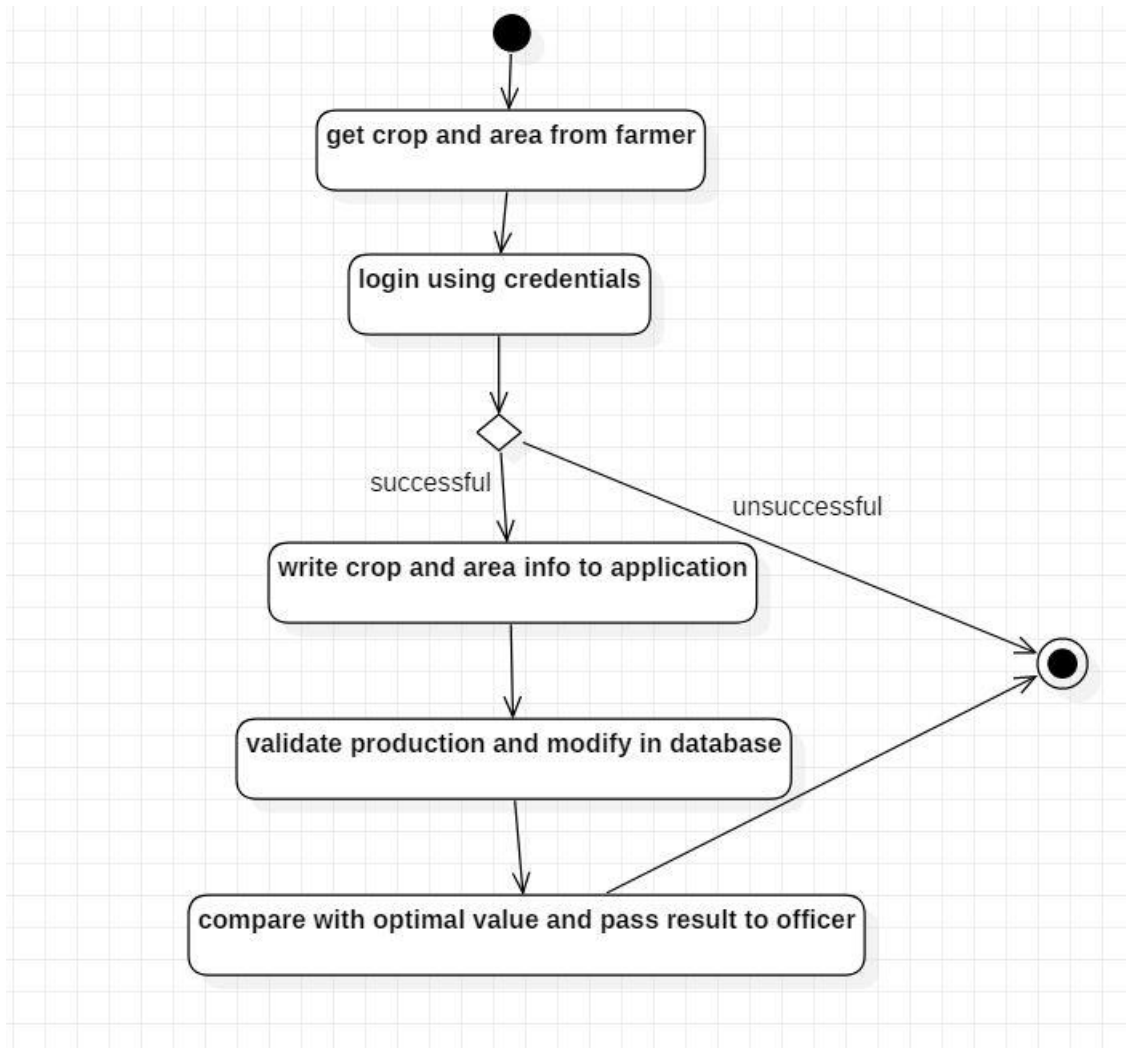 get crop and area from farmer
login using credentials
successful
unsuccessful
write crop and area info to application
validate production and modify in database
compare with optimal value and pass result to officer